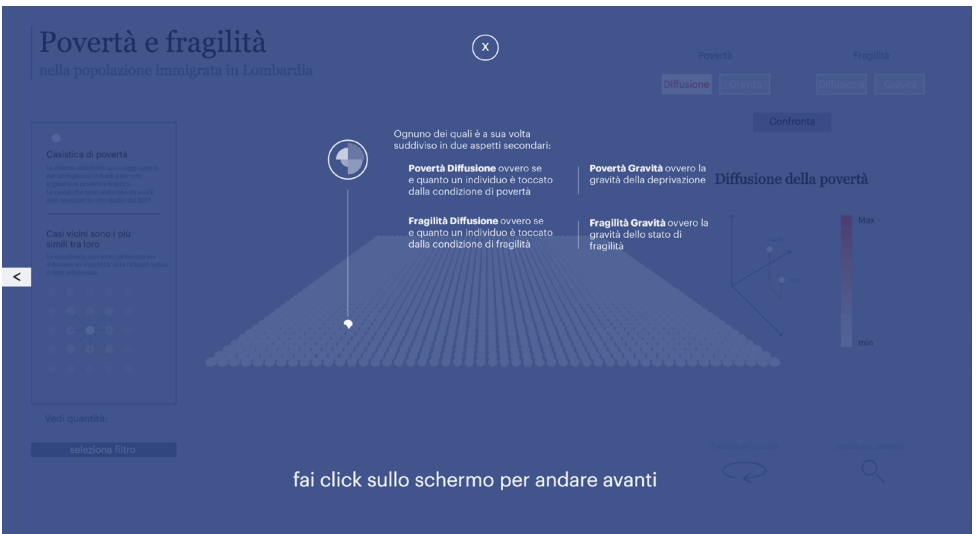 Povertà e fragilità
nella popolazione immigrata in Lombardia
X
Povertà
Fragilità
Diffusione
Gravità
Diffusione
Gravità
Confronta
Casistica di povertà
Casi vicini sono i più
simili tra loro
Vedi quantità:
seleziona filtro
<
Ognuno dei quali è a sua volta
suddiviso in due aspetti secondari:
Povertà Diffusione ovvero se
e quanto un individuo è toccato
dalla condizione di povertà
Povertà Gravità ovvero la
gravità della deprivazione
Fragilità Diffusione ovvero se
e quanto un individuo è toccato
dalla condizione di fragilità
Fragilità Gravità ovvero la
gravità dello stato di
fragilità
Diffusione della povertà
Max
min
fai click sullo schermo per andare avanti